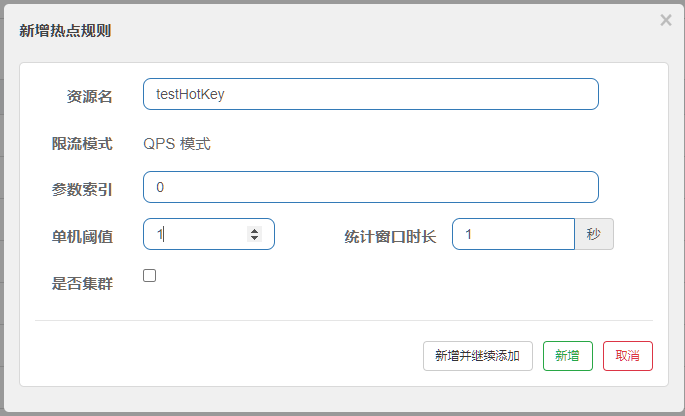 新增热点规则
×
资源名 testHotKey
限流模式 QPS 模式
参数索引 0
单机阈值 1 统计窗口时长 1 秒
是否集群
新增并继续添加 新增 取消